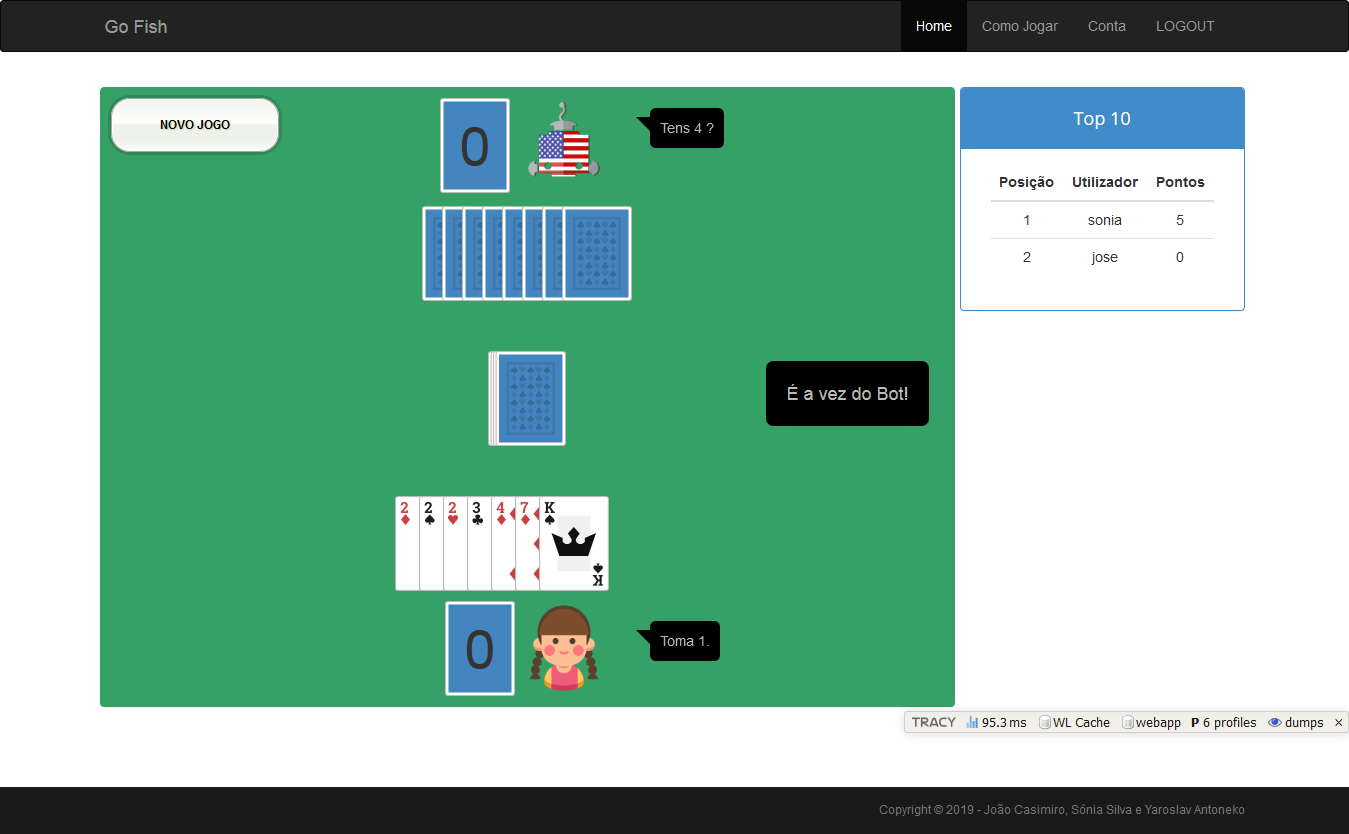 Go Fish
Home Como Jogar Conta LOGOUT
NOVO JOGO
0
Tens 4 ?
Top 10
Posição Utilizador Pontos
1 sonia 5
2 jose 0
É a vez do Bot!
2 2 2 3 4 7 K
K
0
Toma 1.
TRACY 95.3 ms WL Cache webapp P 6 profiles dumps ×
Copyright © 2019 - João Casimiro, Sónia Silva e Yaroslav Antoneko